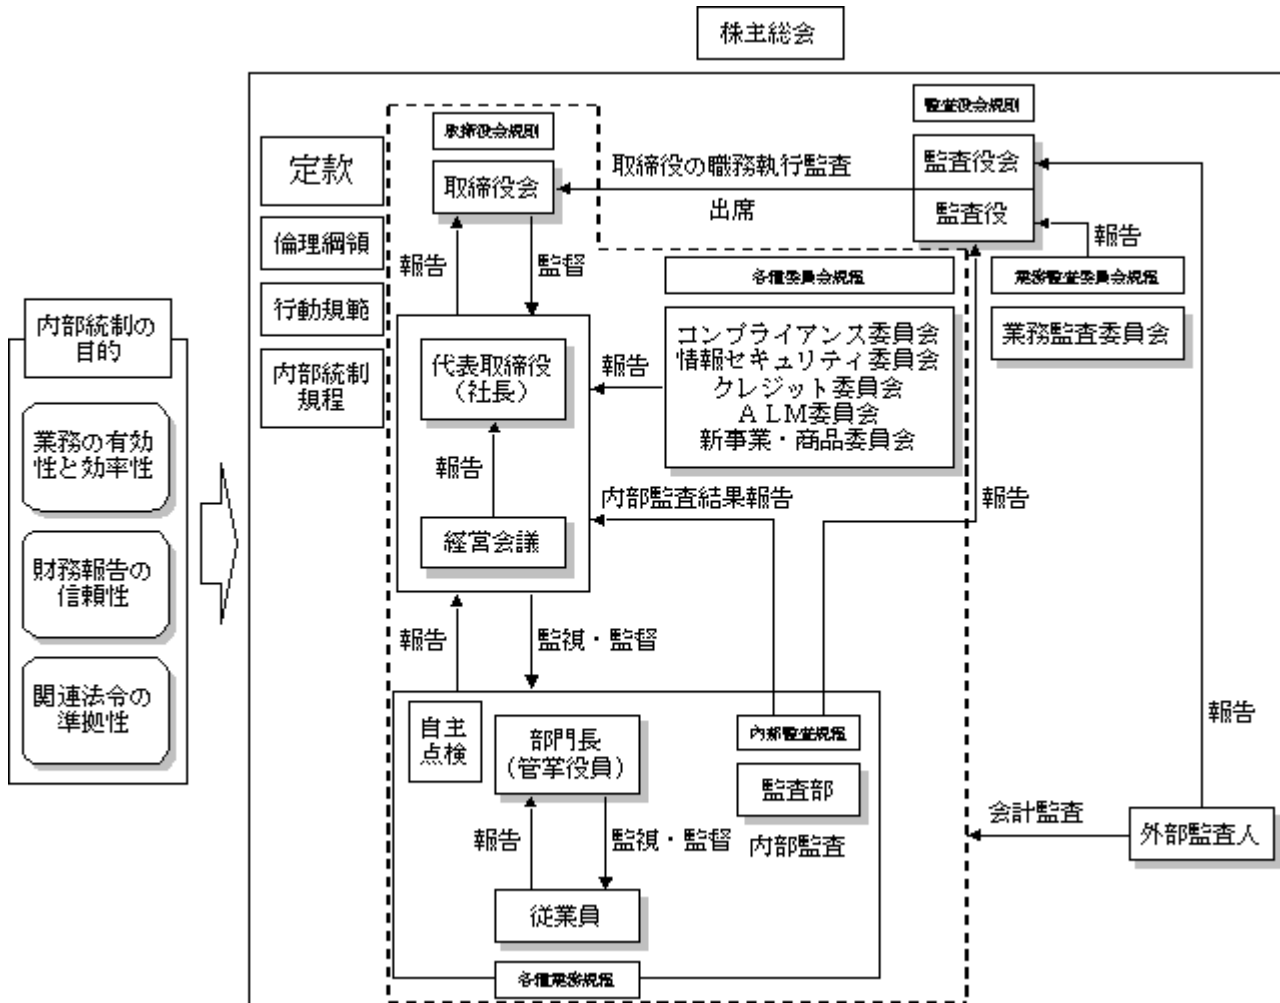 株主総会
監査役会規則
取締役会規則
定款
取締役会
取締役の職務執行監査
出席
監査役会
監査役
倫理綱領
報告
監督
報告
各種委員会規程
業務監査委員会規程
行動規範
内部統制の
目的
コンプライアンス委員会
情報セキュリティ委員会
クレジット委員会
ＡＬＭ委員会
新事業・商品委員会
業務監査委員会
内部統制
規程
代表取締役
（社長）
報告
業務の有効
性と効率性
報告
内部監査結果報告
報告
経営会議
財務報告の
信頼性
報告
監視・監督
関連法令の
準拠性
自主
点検
部門長
（管掌役員）
内部監査規程
報告
監査部
内部監査
報告
監視・監督
会計監査
外部監査人
従業員
各種業務規程